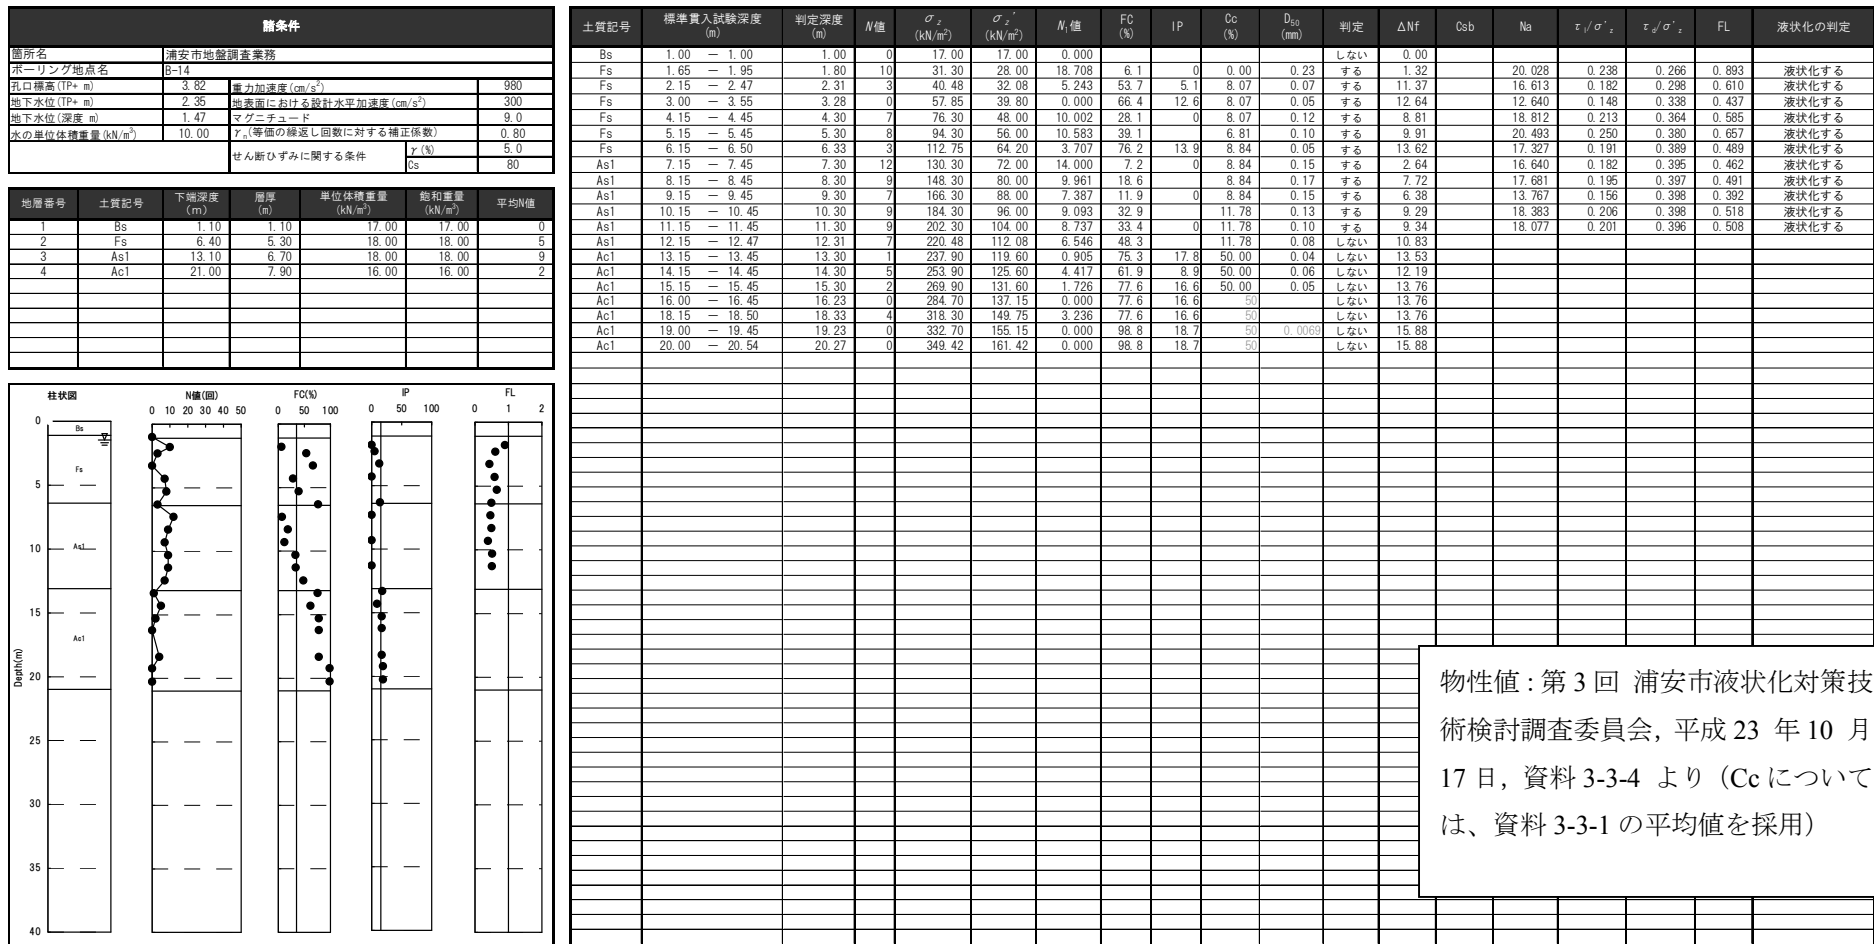 諸条件
箇所名 浦安市地盤調査業務
ボーリング地点名 B-14
孔口標高(TP+ m) 3.82 重力加速度(cm/s²) 980
地下水位(TP+ m) 2.35 地表面における設計水平加速度(cm/s²) 300
地下水位(深度 m) 1.47 マグニチュード 9.0
水の単位体積重量(kN/m³) 10.00 γn(等価の繰返し回数に対する補正係数) 0.80
せん断ひずみに関する条件 γ(%) 5.0
Cs 80
地層番号 土質記号 下端深度(m) 層厚(m) 単位体積重量(kN/m³) 飽和重量(kN/m³) 平均N値
1 Bs 1.10 1.10 17.00 17.00 0
2 Fs 6.40 5.30 18.00 18.00 5
3 As1 13.10 6.70 18.00 18.00 9
4 Ac1 21.00 7.90 16.00 16.00 2
柱状図 N値(回) FC(%) IP FL
0 10 20 30 40 50 0 50 100 0 50 100 0 1 2
0
Bs
Fs
5
10
As1
15
Ac1
Depth(m)
20
25
30
35
40
土質記号 標準貫入試験深度(m) 判定深度(m) N値 σz(kN/m²) σz'(kN/m²) N₁値 FC(%) IP Cc(%) D₅₀(mm) 判定 ΔNf Csb Na τl/σ'z τd/σ'z FL 液状化の判定
Bs 1.00 － 1.00 1.00 0 17.00 17.00 0.000 しない 0.00
Fs 1.65 － 1.95 1.80 10 31.30 28.00 18.708 6.1 0 0.00 0.23 する 1.32 20.028 0.238 0.266 0.893 液状化する
Fs 2.15 － 2.47 2.31 3 40.48 32.08 5.243 53.7 5.1 8.07 0.07 する 11.37 16.613 0.182 0.298 0.610 液状化する
Fs 3.00 － 3.55 3.28 0 57.85 39.80 0.000 66.4 12.6 8.07 0.05 する 12.64 12.640 0.148 0.338 0.437 液状化する
Fs 4.15 － 4.45 4.30 7 76.30 48.00 10.002 28.1 0 8.07 0.12 する 8.81 18.812 0.213 0.364 0.585 液状化する
Fs 5.15 － 5.45 5.30 8 94.30 56.00 10.583 39.1 6.81 0.10 する 9.91 20.493 0.250 0.380 0.657 液状化する
Fs 6.15 － 6.50 6.33 3 112.75 64.20 3.707 76.2 13.9 8.84 0.05 する 13.62 17.327 0.191 0.389 0.489 液状化する
As1 7.15 － 7.45 7.30 12 130.30 72.00 14.000 7.2 0 8.84 0.15 する 2.64 16.640 0.182 0.395 0.462 液状化する
As1 8.15 － 8.45 8.30 9 148.30 80.00 9.961 18.6 8.84 0.17 する 7.72 17.681 0.195 0.397 0.491 液状化する
As1 9.15 － 9.45 9.30 7 166.30 88.00 7.387 11.9 0 8.84 0.15 する 6.38 13.767 0.156 0.398 0.392 液状化する
As1 10.15 － 10.45 10.30 9 184.30 96.00 9.093 32.9 11.78 0.13 する 9.29 18.383 0.206 0.398 0.518 液状化する
As1 11.15 － 11.45 11.30 9 202.30 104.00 8.737 33.4 0 11.78 0.10 する 9.34 18.077 0.201 0.396 0.508 液状化する
As1 12.15 － 12.47 12.31 7 220.48 112.08 6.546 48.3 11.78 0.08 しない 10.83
Ac1 13.15 － 13.45 13.30 1 237.90 119.60 0.905 75.3 17.8 50.00 0.04 しない 13.53
Ac1 14.15 － 14.45 14.30 5 253.90 125.60 4.417 61.9 8.9 50.00 0.06 しない 12.19
Ac1 15.15 － 15.45 15.30 2 269.90 131.60 1.726 77.6 16.6 50.00 0.05 しない 13.76
Ac1 16.00 － 16.45 16.23 0 284.70 137.15 0.000 77.6 16.6 50 しない 13.76
Ac1 18.15 － 18.50 18.33 4 318.30 149.75 3.236 77.6 16.6 50 しない 13.76
Ac1 19.00 － 19.45 19.23 0 332.70 155.15 0.000 98.8 18.7 50 0.0069 しない 15.88
Ac1 20.00 － 20.54 20.27 0 349.42 161.42 0.000 98.8 18.7 50 しない 15.88
物性値：第 3 回 浦安市液状化対策技
術検討調査委員会, 平成 23 年 10 月
17 日, 資料 3-3-4 より（Cc について
は、資料 3-3-1 の平均値を採用）